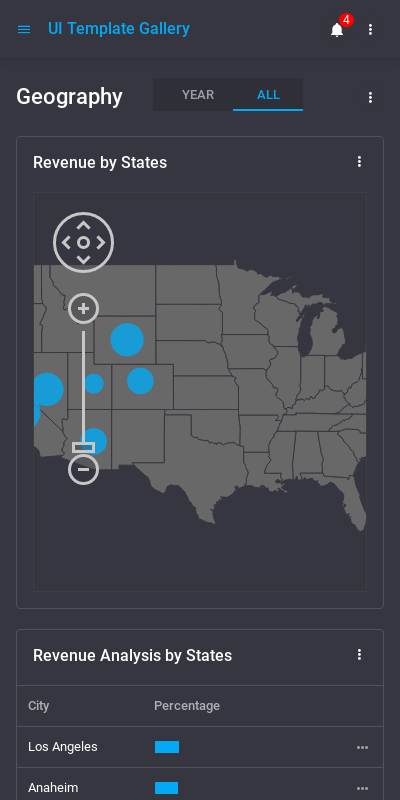 UI Template Gallery
4
Geography
YEAR
ALL
Revenue by States
Revenue Analysis by States
City
Percentage
Los Angeles
Anaheim